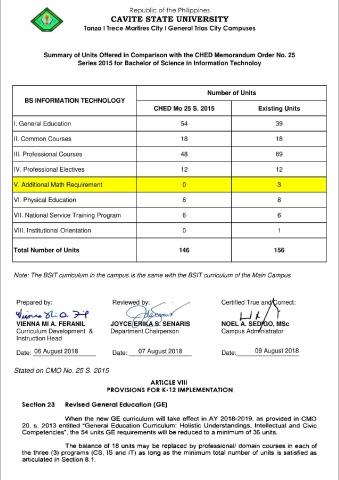 Republic of the Philippines
CAVITE STATE UNIVERSITY
Tanza I Trece Martires City I General Trias City Campuses
Summary of Units Offered in Comparison with the CHED Memorandum Order No. 25
Series 2015 for Bachelor of Science in Information Technoloy
BS INFORMATION TECHNOLOGY
Number of Units
CHED Mo 25 S. 2015 Existing Units
I. General Education 54 39
II. Common Courses 18 18
III. Professional Courses 48 69
IV. Professional Electives 12 12
V. Additional Math Requirement 0 3
VI. Physical Education 8 8
VII. National Service Training Program 6 6
VIII. Institutional Orientation 0 1
Total Number of Units 146 156
Note: The BSIT curriculum in the campus is the same with the BSIT curriculum of the Main Campus
Prepared by: Reviewed by: Certified True and Correct:
VIENNA MI A. FERANIL JOYCE ERIKA S. SENARIS NOEL A. SEDIGO, MSc
Curriculum Development & Department Chairperson Campus Administrator
Instruction Head
Date: 06 August 2018 Date: 07 August 2018 Date: 09 August 2018
Stated on CMO No. 25 S. 2015
ARTICLE VIII
PROVISIONS FOR K-12 IMPLEMENTATION
Section 23 Revised General Education (GE)
When the new GE curriculum will take effect in AY 2018-2019, as provided in CMO
20. s. 2013 entitled "General Education Curriculum: Holistic Understandings, Intellectual and Civic
Competencies", the 54 units GE requirements will be reduced to a minimum of 36 units.
The balance of 18 units may be replaced by professional/ domain courses in each of
the three (3) programs (CS, IS and IT) as long as the minimum total number of units is satisfied as
articulated in Section 8.1.